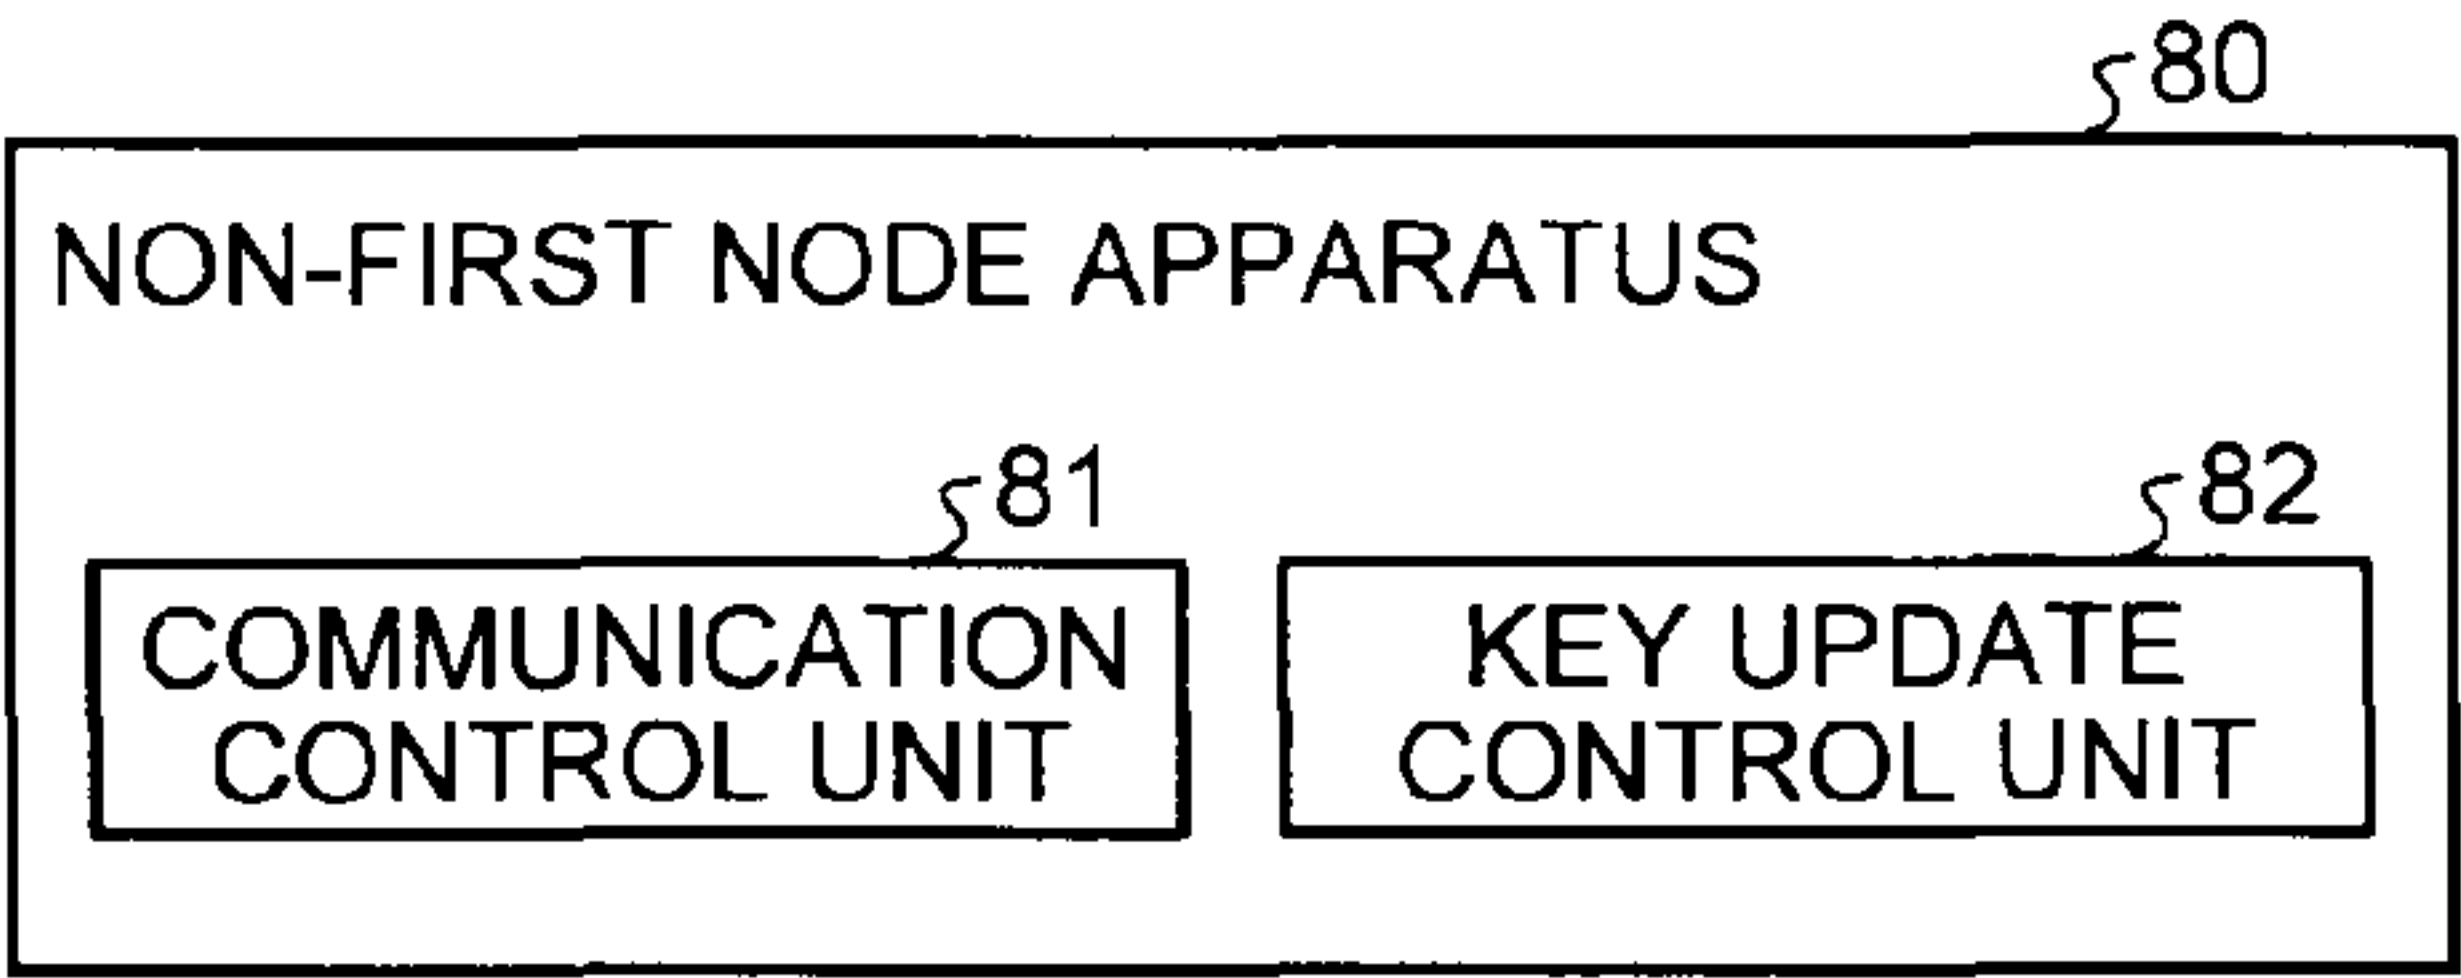 80
NON-FIRST NODE APPARATUS
81
82
COMMUNICATION
CONTROL UNIT
KEY UPDATE
CONTROL UNIT